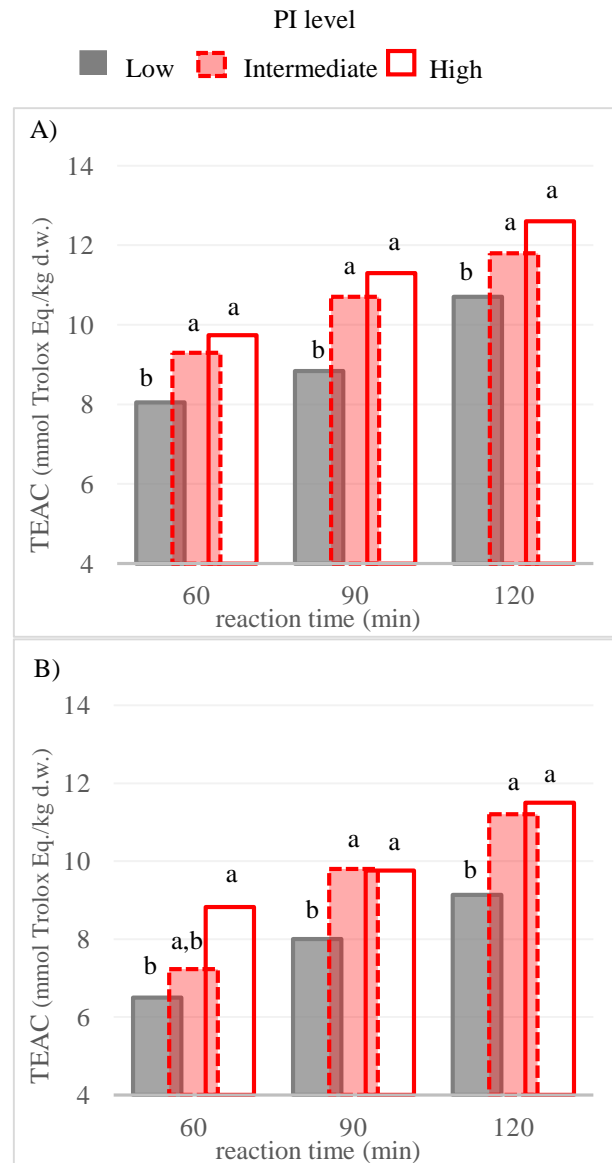 PI level
Low Intermediate High
A)
TEAC (mmol Trolox Eq./kg d.w.)
14
12
10
8
6
4
b a a
b a a
b a a
60 90 120
reaction time (min)
B)
TEAC (mmol Trolox Eq./kg d.w.)
14
12
10
8
6
4
b a,b a
b a a
b a a
60 90 120
reaction time (min)